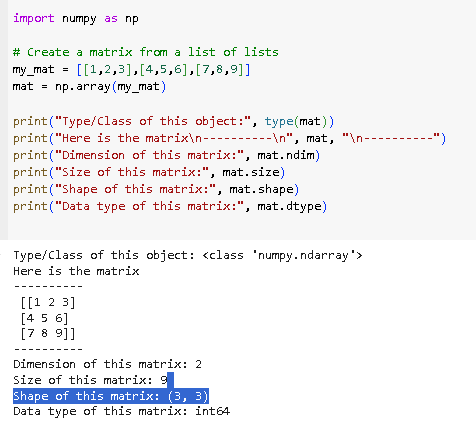 import numpy as np
# Create a matrix from a list of lists
my_mat = [[1,2,3],[4,5,6],[7,8,9]]
mat = np.array(my_mat)
print("Type/Class of this object:", type(mat))
print("Here is the matrix\n----------\n", mat, "\n----------")
print("Dimension of this matrix:", mat.ndim)
print("Size of this matrix:", mat.size)
print("Shape of this matrix:", mat.shape)
print("Data type of this matrix:", mat.dtype)
Type/Class of this object: <class 'numpy.ndarray'>
Here is the matrix
----------
[[1 2 3]
[4 5 6]
[7 8 9]]
----------
Dimension of this matrix: 2
Size of this matrix: 9
Shape of this matrix: (3, 3)
Data type of this matrix: int64